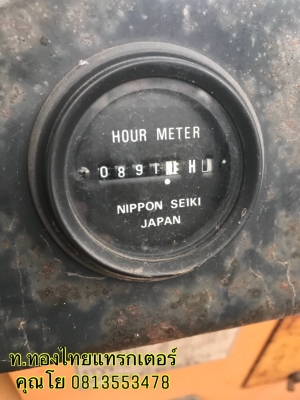 HOUR METER
0891 H
NIPPON SEIKI
JAPAN
ท.ทองไทยแทรกเตอร์
คุณโย 0813553478